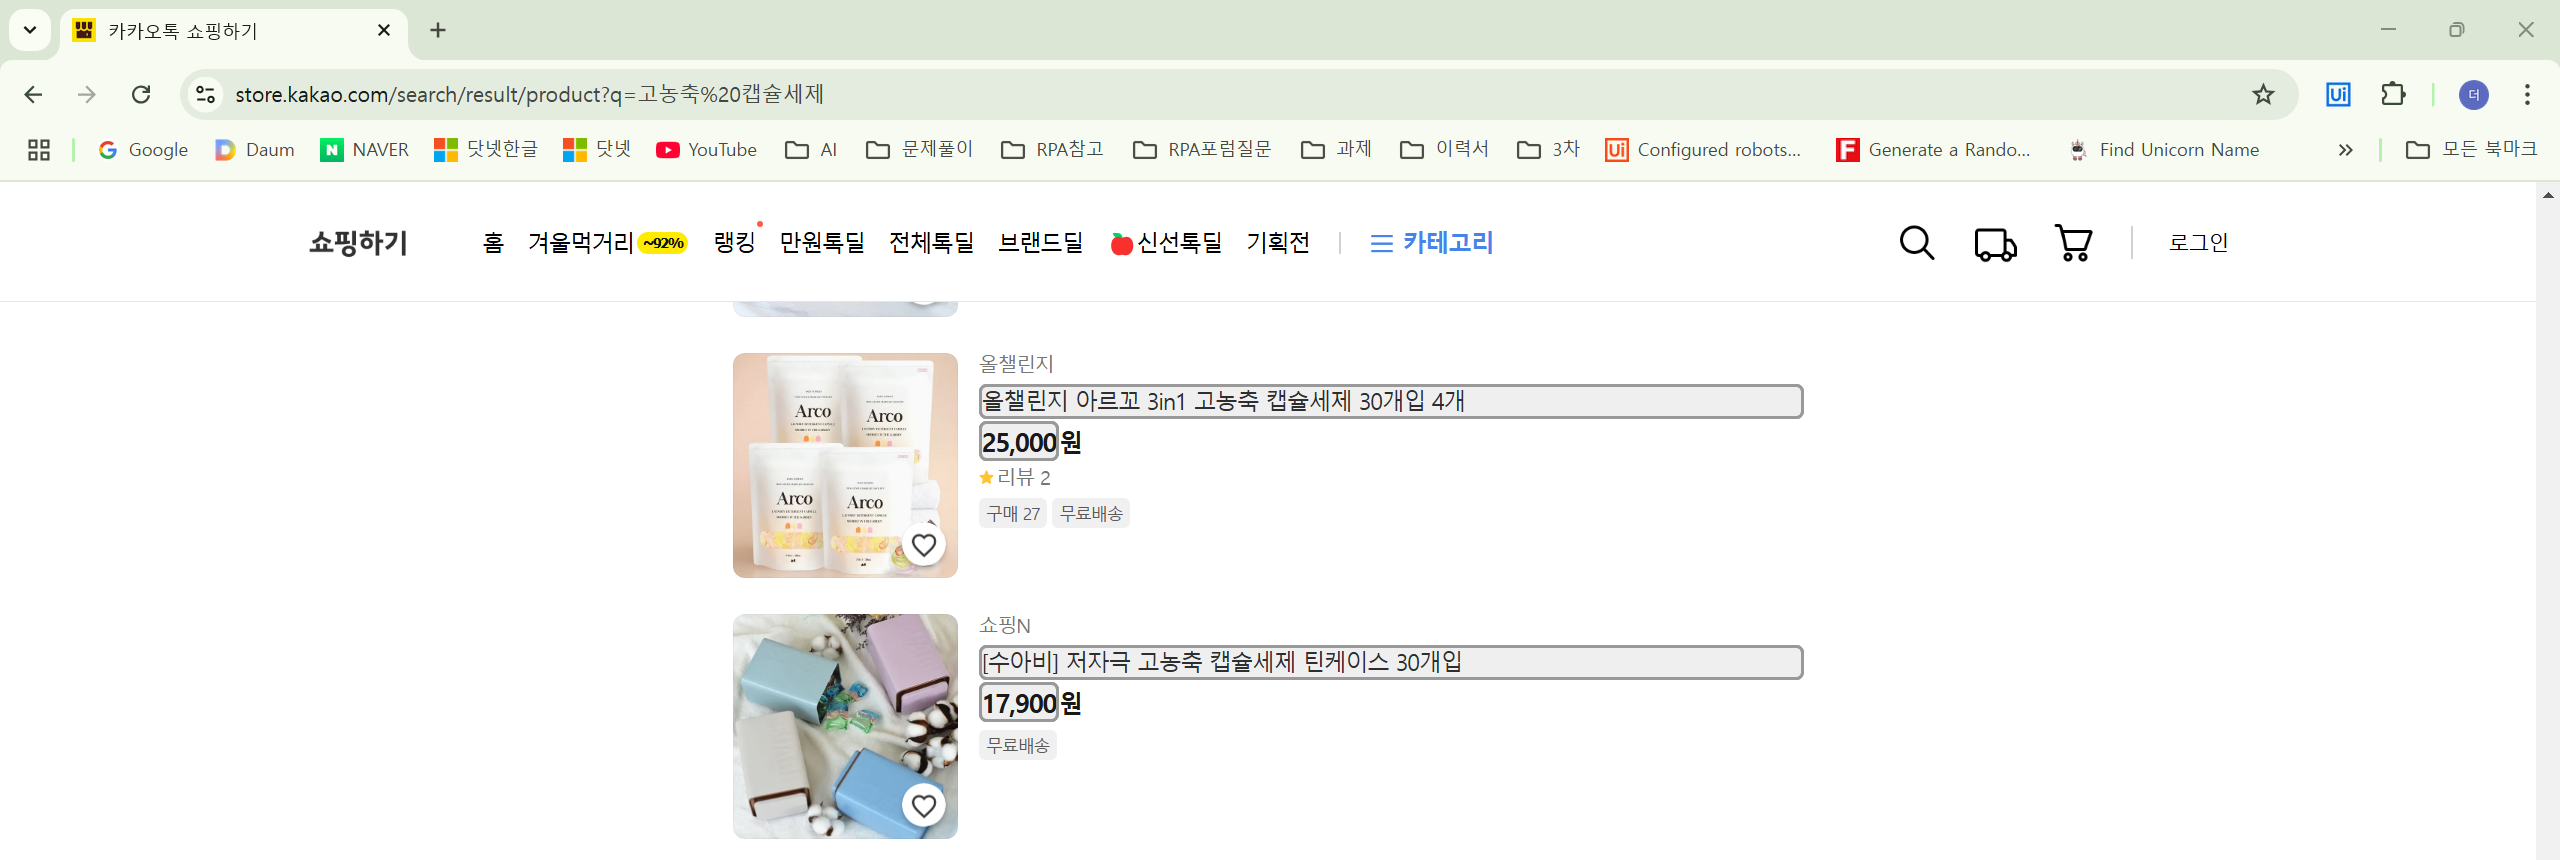 카카오톡 쇼핑하기
store.kakao.com/search/result/product?q=고농축%20캡슐세제
Ui
더
Google Daum NAVER 닷넷한글 닷넷 YouTube AI 문제풀이 RPA참고 RPA포럼질문 과제 이력서 3차 Configured robots... Generate a Rando... Find Unicorn Name » 모든 북마크
쇼핑하기 홈 겨울먹거리 ~92% 랭킹 만원톡딜 전체톡딜 브랜드딜 신선톡딜 기획전 카테고리 로그인
올챌린지
올챌린지 아르꼬 3in1 고농축 캡슐세제 30개입 4개
25,000원
리뷰 2
구매 27 무료배송
Arco
Arco
Arco
Arco
쇼핑N
[수아비] 저자극 고농축 캡슐세제 틴케이스 30개입
17,900원
무료배송